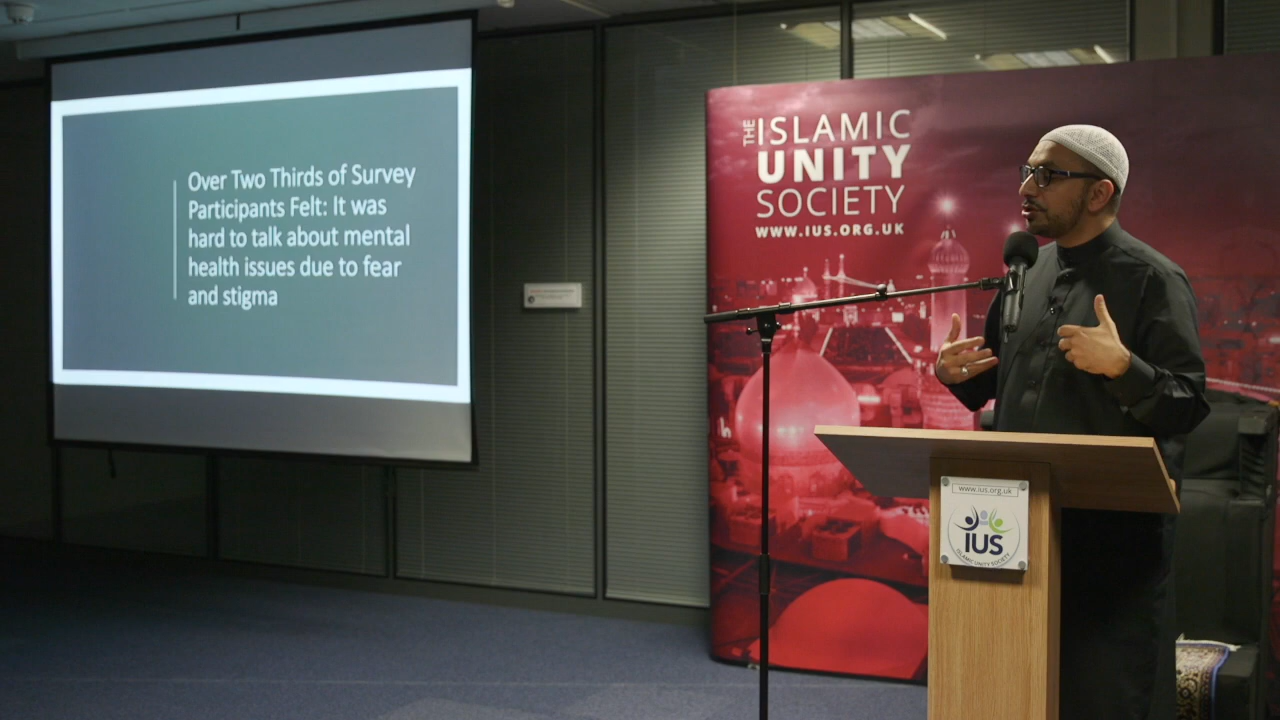 Over Two Thirds of Survey
Participants Felt: It was
hard to talk about mental
health issues due to fear
and stigma
THE ISLAMIC
UNITY
SOCIETY
WWW.IUS.ORG.UK
www.ius.org.uk
IUS
ISLAMIC UNITY SOCIETY